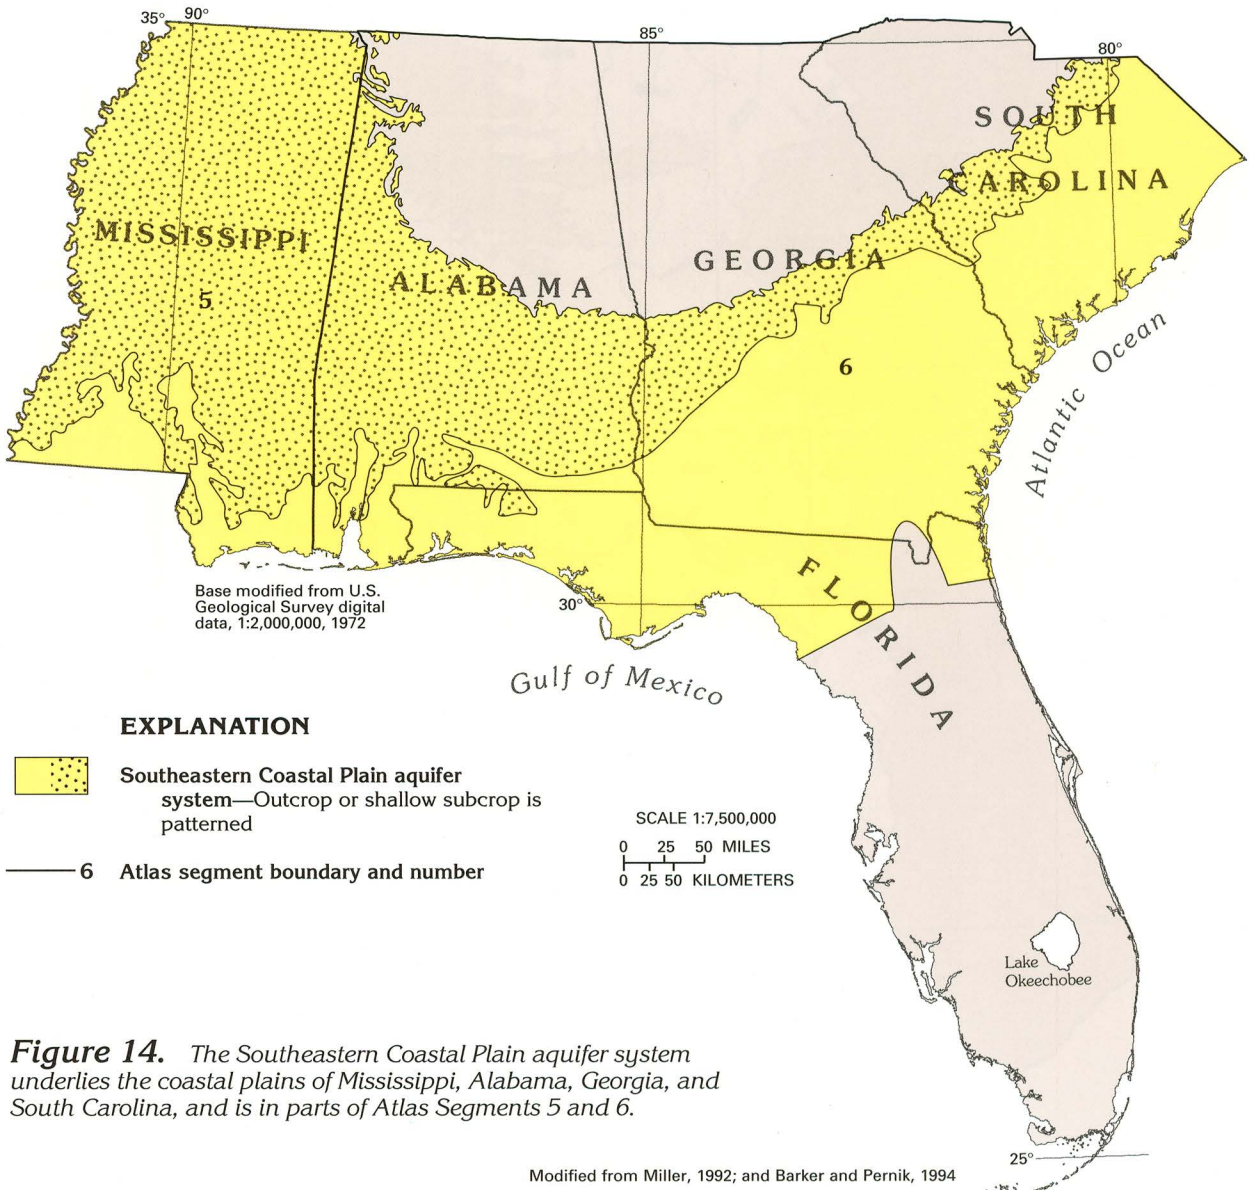 35° 90°
85°
80°
SOUTH
CAROLINA
MISSISSIPPI
GEORGIA
ALABAMA
5
6
Atlantic Ocean
FLORIDA
Base modified from U.S.
Geological Survey digital
data, 1:2,000,000, 1972
30°
Gulf of Mexico
EXPLANATION
Southeastern Coastal Plain aquifer
system—Outcrop or shallow subcrop is
patterned
6 Atlas segment boundary and number
SCALE 1:7,500,000
0 25 50 MILES
0 25 50 KILOMETERS
Lake
Okeechobee
Figure 14. The Southeastern Coastal Plain aquifer system
underlies the coastal plains of Mississippi, Alabama, Georgia, and
South Carolina, and is in parts of Atlas Segments 5 and 6.
25°
Modified from Miller, 1992; and Barker and Pernik, 1994